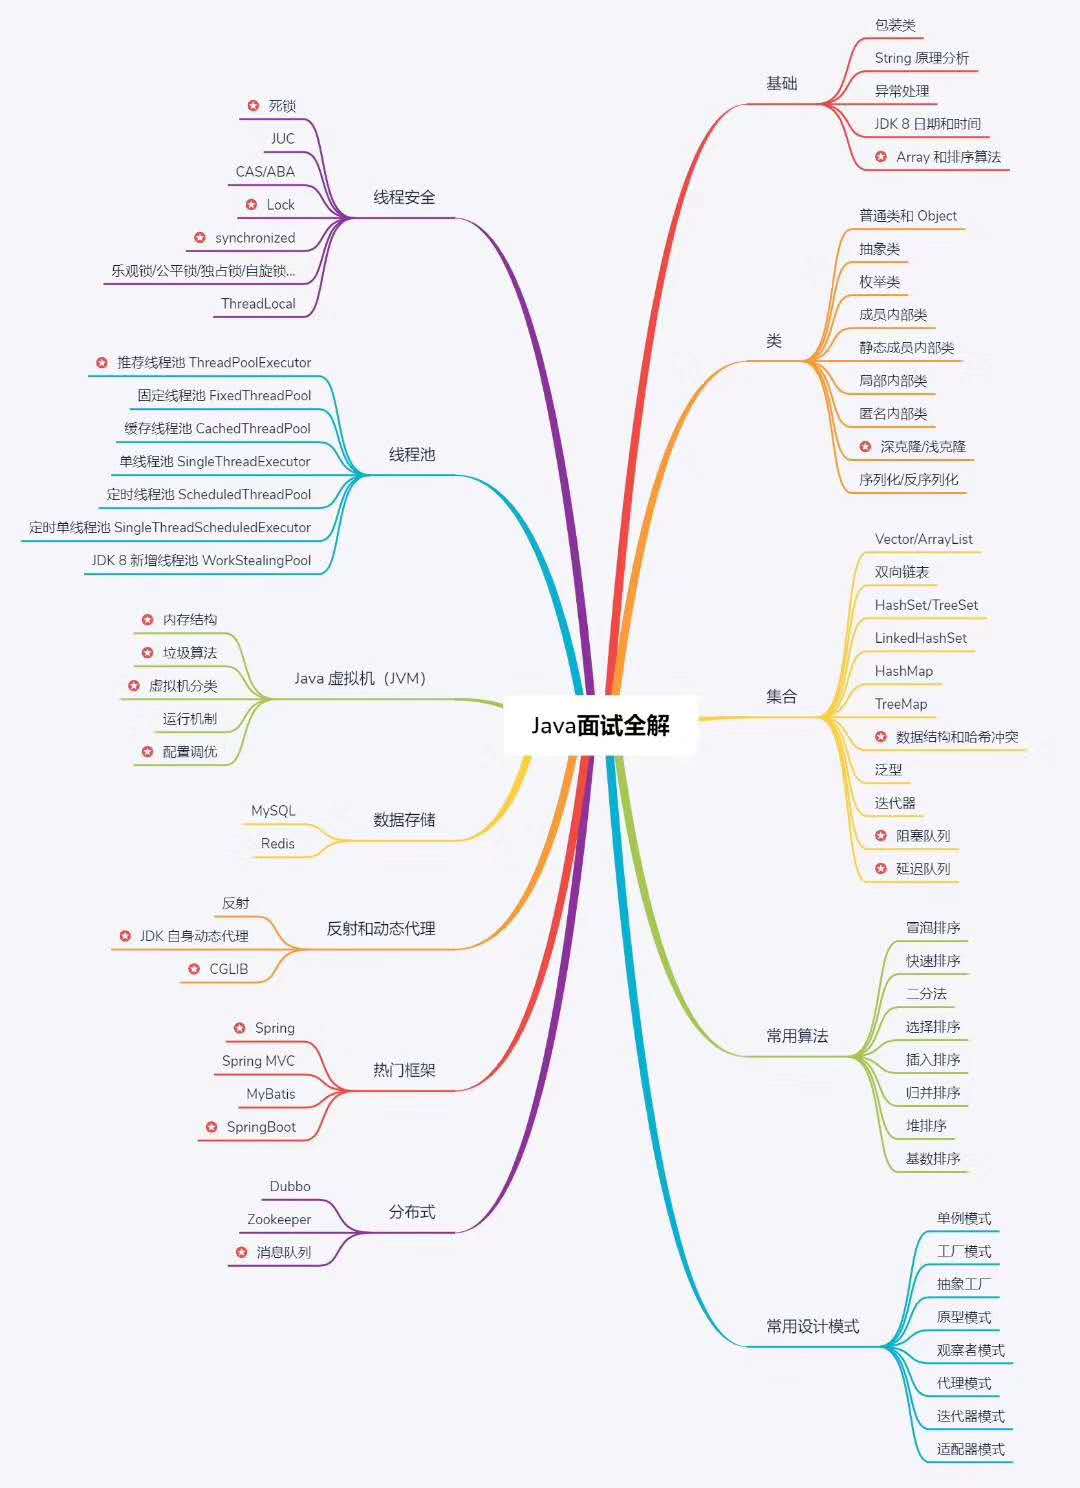 Java面试全解
基础
包装类
String 原理分析
异常处理
JDK 8 日期和时间
Array 和排序算法
类
普通类和 Object
抽象类
枚举类
成员内部类
静态成员内部类
局部内部类
匿名内部类
深克隆/浅克隆
序列化/反序列化
集合
Vector/ArrayList
双向链表
HashSet/TreeSet
LinkedHashSet
HashMap
TreeMap
数据结构和哈希冲突
泛型
迭代器
阻塞队列
延迟队列
常用算法
冒泡排序
快速排序
二分法
选择排序
插入排序
归并排序
堆排序
基数排序
常用设计模式
单例模式
工厂模式
抽象工厂
原型模式
观察者模式
代理模式
迭代器模式
适配器模式
线程安全
死锁
JUC
CAS/ABA
Lock
synchronized
乐观锁/公平锁/独占锁/自旋锁...
ThreadLocal
线程池
推荐线程池 ThreadPoolExecutor
固定线程池 FixedThreadPool
缓存线程池 CachedThreadPool
单线程池 SingleThreadExecutor
定时线程池 ScheduledThreadPool
定时单线程池 SingleThreadScheduledExecutor
JDK 8 新增线程池 WorkStealingPool
Java 虚拟机（JVM）
内存结构
垃圾算法
虚拟机分类
运行机制
配置调优
数据存储
MySQL
Redis
反射和动态代理
反射
JDK 自身动态代理
CGLIB
热门框架
Spring
Spring MVC
MyBatis
SpringBoot
分布式
Dubbo
Zookeeper
消息队列